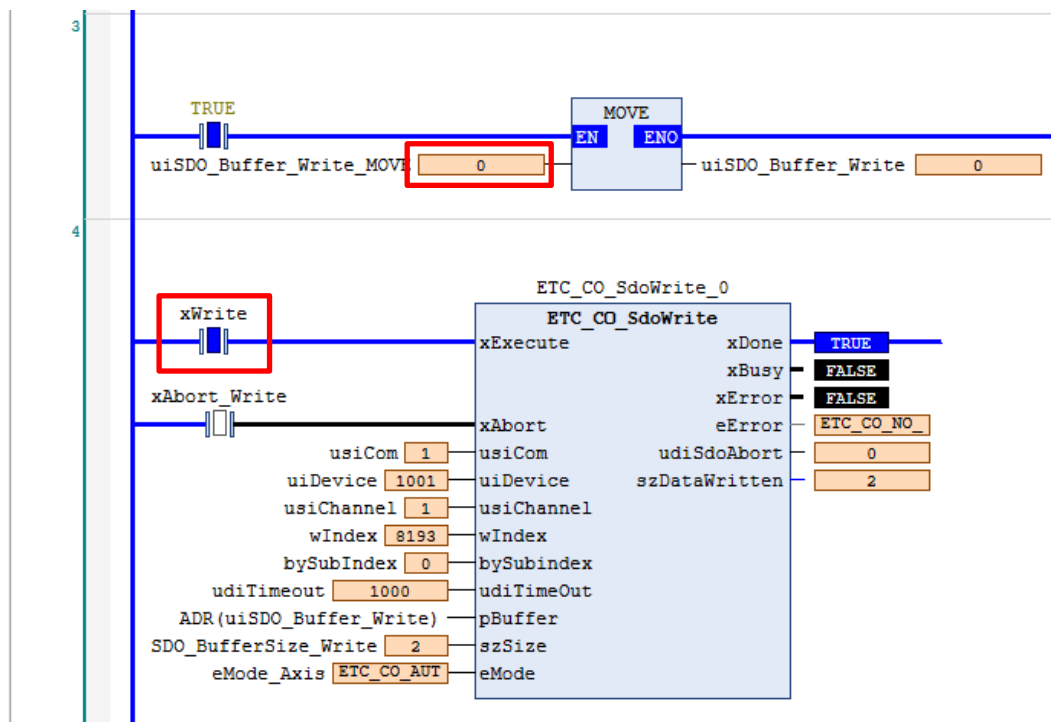 3
TRUE
MOVE
EN ENO
uiSDO_Buffer_Write_MOVE 0 uiSDO_Buffer_Write 0
4
ETC_CO_SdoWrite_0
ETC_CO_SdoWrite
xWrite
xExecute xDone TRUE
xBusy FALSE
xAbort_Write xError FALSE
xAbort eError ETC_CO_NO_
usiCom 1 usiCom udiSdoAbort 0
uiDevice 1001 uiDevice szDataWritten 2
usiChannel 1 usiChannel
wIndex 8193 wIndex
bySubIndex 0 bySubindex
udiTimeout 1000 udiTimeOut
ADR(uiSDO_Buffer_Write) pBuffer
SDO_BufferSize_Write 2 szSize
eMode_Axis ETC_CO_AUT eMode